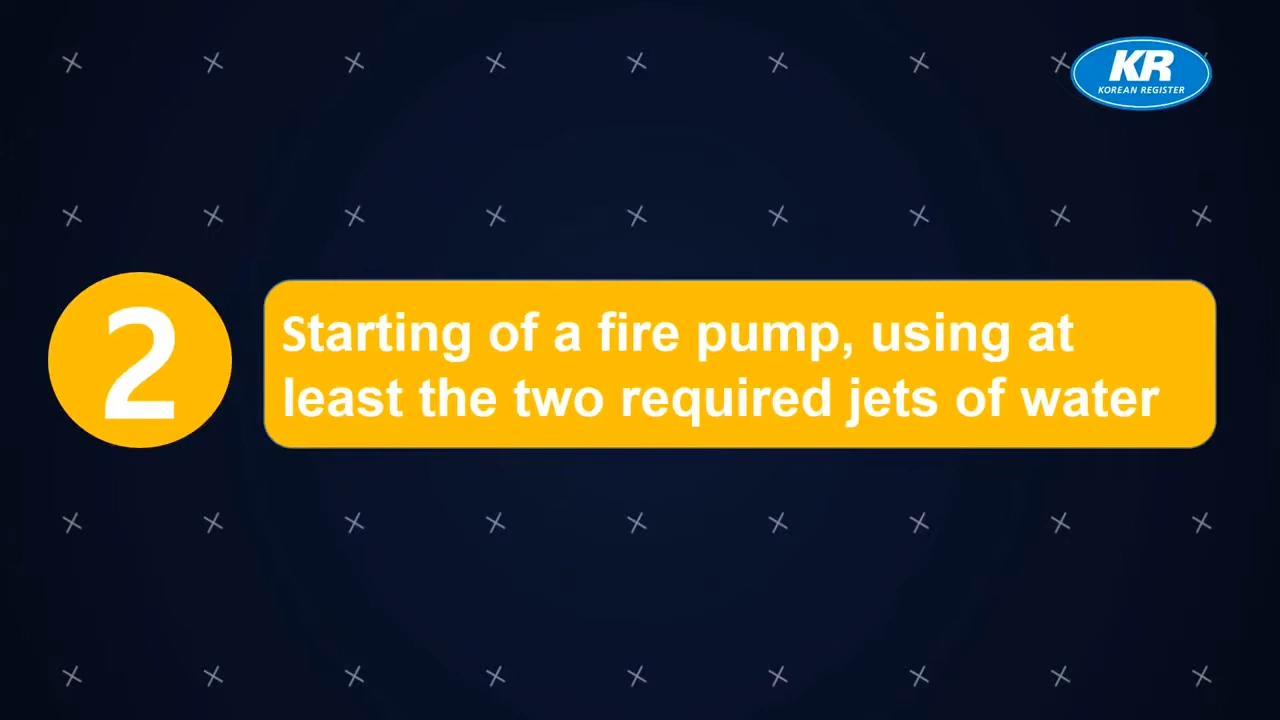 KR
KOREAN REGISTER
2
Starting of a fire pump, using at
least the two required jets of water